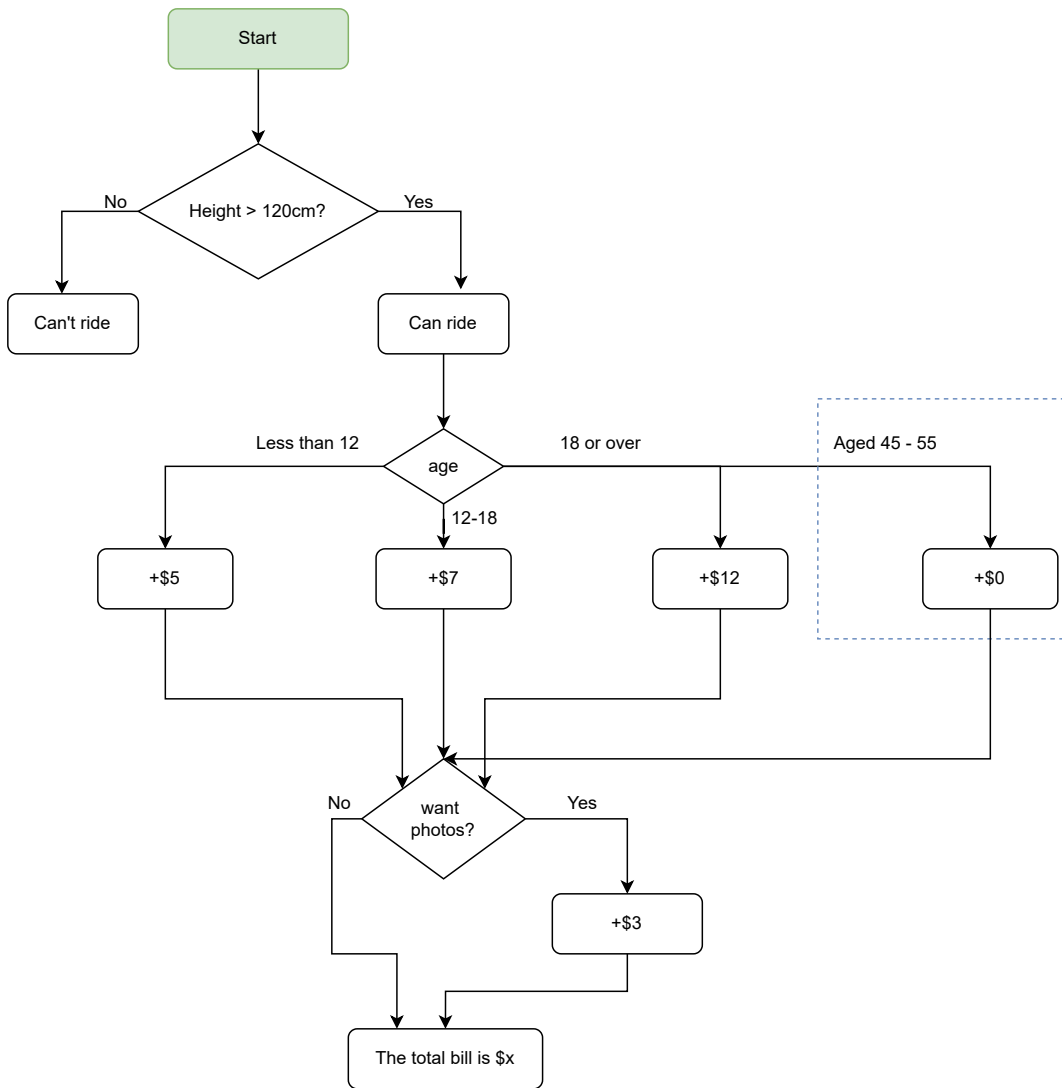 Start
Height > 120cm?
No
Yes
Can't ride
Can ride
age
Less than 12
18 or over
Aged 45 - 55
12-18
+$5
+$7
+$12
+$0
want
photos?
No
Yes
+$3
The total bill is $x